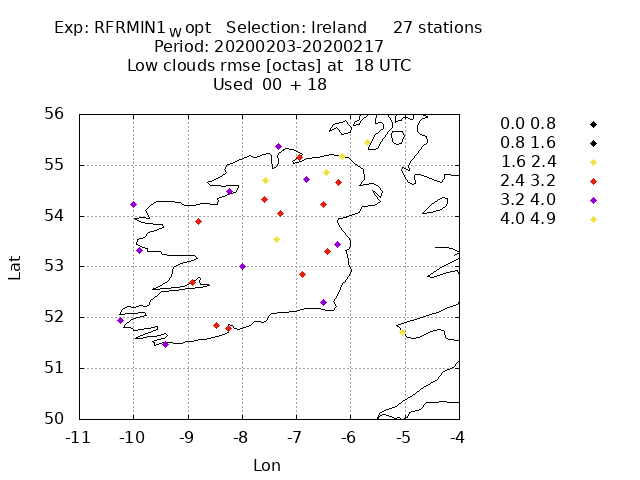 Exp: RFRMIN1_W opt Selection: Ireland 27 stations
Period: 20200203-20200217
Low clouds rmse [octas] at 18 UTC
Used 00 + 18
56
55
54
53
52
51
50
-11 -10 -9 -8 -7 -6 -5 -4
Lat
Lon
0.0 0.8
0.8 1.6
1.6 2.4
2.4 3.2
3.2 4.0
4.0 4.9